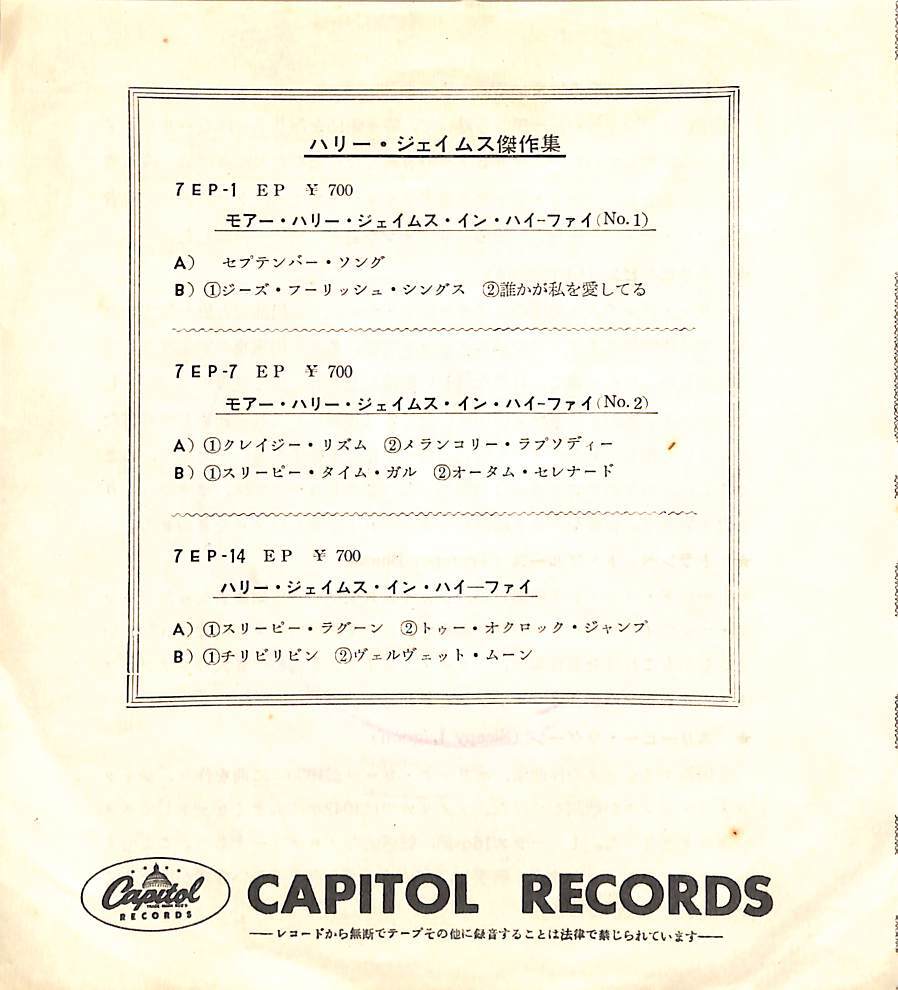 ハリー・ジェイムス傑作集
7EP-1 EP ¥ 700
モアー・ハリー・ジェイムス・イン・ハイ-ファイ(No.1)
A) セプテンバー・ソング
B) ①ジーズ・フーリッシュ・シングス ②誰かが私を愛してる
7EP-7 EP ¥ 700
モアー・ハリー・ジェイムス・イン・ハイ-ファイ(No.2)
A) ①クレイジー・リズム ②メランコリー・ラプソディー
B) ①スリーピー・タイム・ガル ②オータム・セレナード
7EP-14 EP ¥ 700
ハリー・ジェイムス・イン・ハイ―ファイ
A) ①スリーピー・ラグーン ②トゥー・オクロック・ジャンプ
B) ①チリビリビン ②ヴェルヴェット・ムーン
Capitol
RECORDS
CAPITOL RECORDS
――レコードから無断でテープその他に録音することは法律で禁じられています――